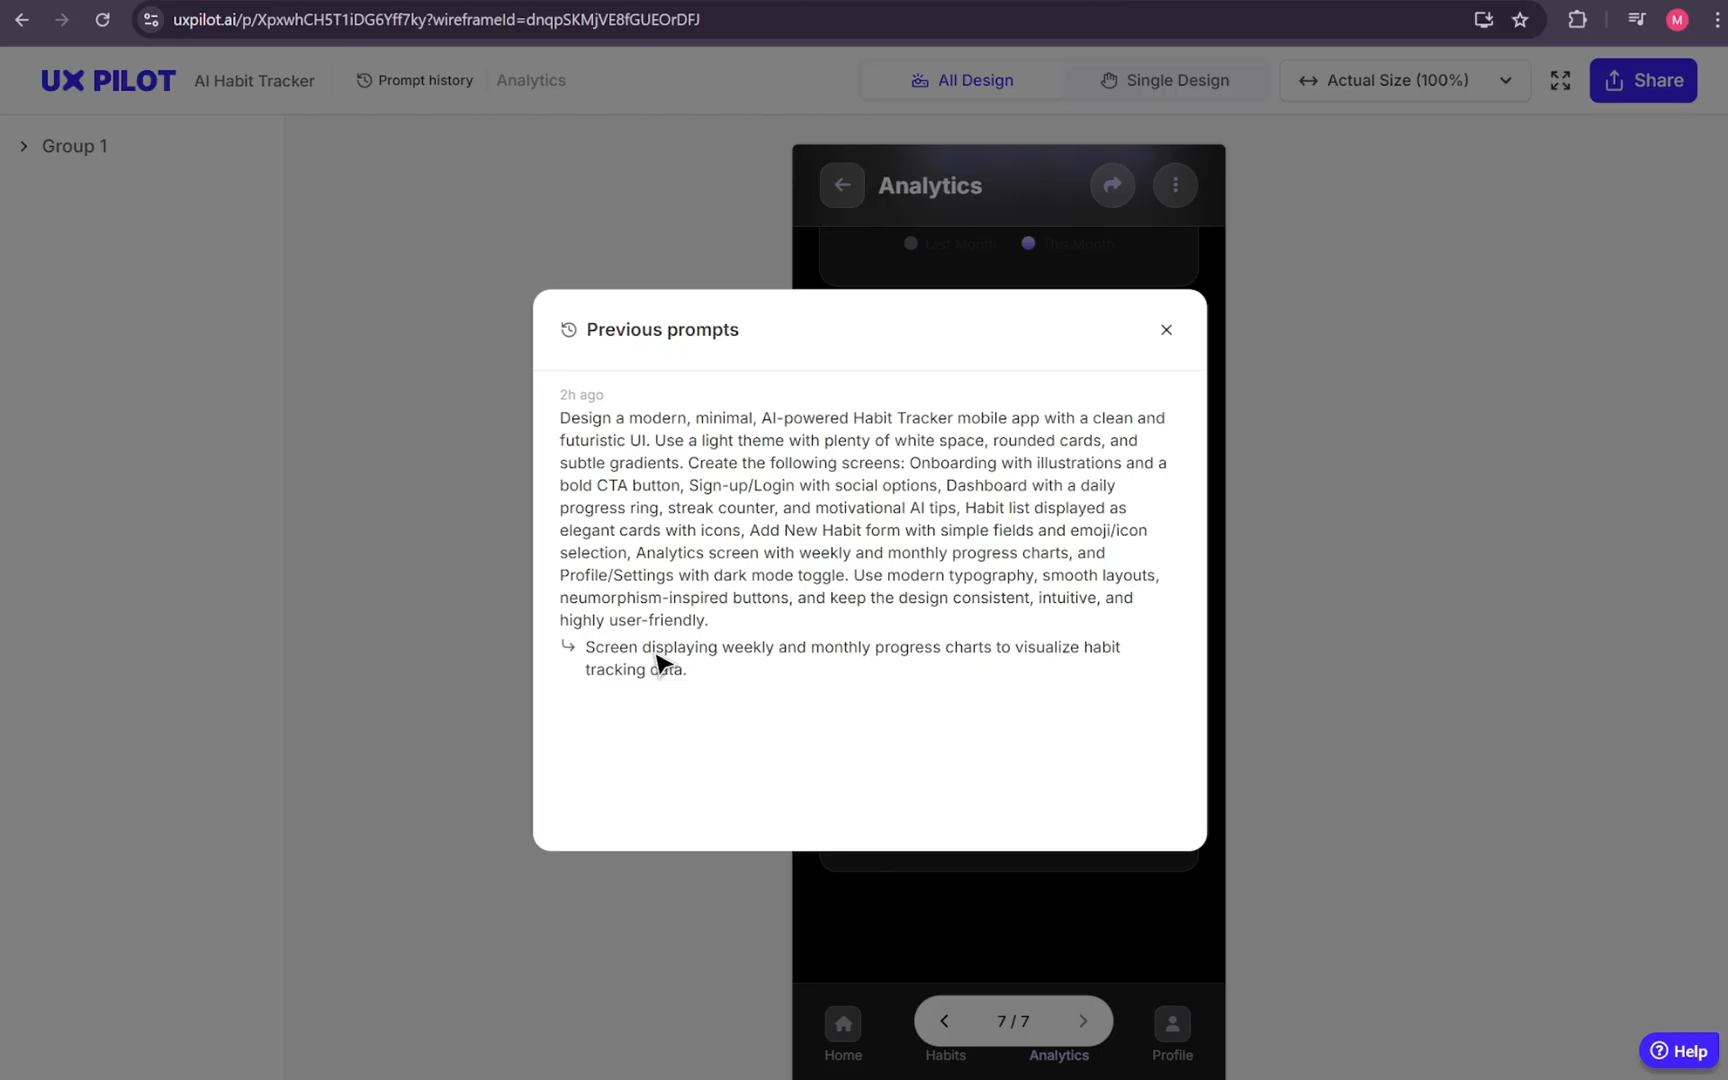 uxpilot.ai/p/XpxwhCH5T1iDG6Yff7ky?wireframeId=dnqpSKMjVE8fGUEOrDFJ
M
UX PILOT
AI Habit Tracker
Prompt history
Analytics
All Design
Single Design
Actual Size (100%)
Share
Group 1
Analytics
Last Month
This Month
Previous prompts
2h ago
Design a modern, minimal, AI-powered Habit Tracker mobile app with a clean and
futuristic UI. Use a light theme with plenty of white space, rounded cards, and
subtle gradients. Create the following screens: Onboarding with illustrations and a
bold CTA button, Sign-up/Login with social options, Dashboard with a daily
progress ring, streak counter, and motivational AI tips, Habit list displayed as
elegant cards with icons, Add New Habit form with simple fields and emoji/icon
selection, Analytics screen with weekly and monthly progress charts, and
Profile/Settings with dark mode toggle. Use modern typography, smooth layouts,
neumorphism-inspired buttons, and keep the design consistent, intuitive, and
highly user-friendly.
Screen displaying weekly and monthly progress charts to visualize habit
tracking data.
7 / 7
Home
Habits
Analytics
Profile
Help